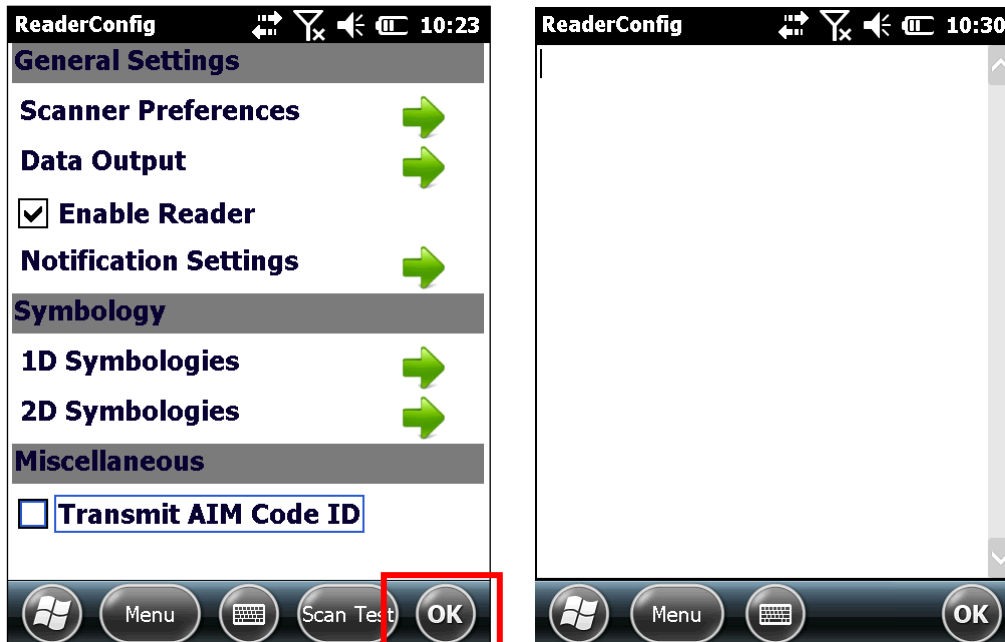 ReaderConfig 10:23
General Settings
Scanner Preferences
Data Output
Enable Reader
Notification Settings
Symbology
1D Symbologies
2D Symbologies
Miscellaneous
Transmit AIM Code ID
Menu Scan Test OK
ReaderConfig 10:30
Menu OK